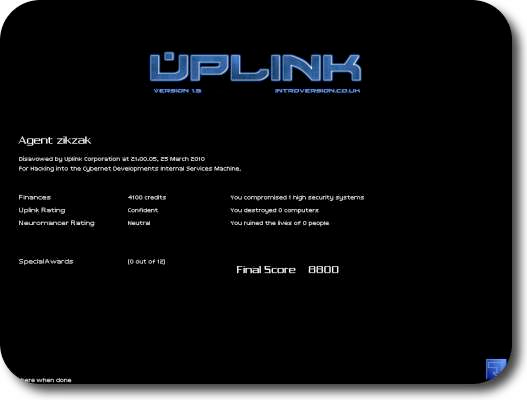 UPLINK
VERSION 1.5 INTROVERSION.CO.UK
Agent zikzak
Disavowed by Uplink Corporation at 21:00.05, 25 March 2010
For Hacking into the Cybernet Developments Internal Services Machine.
Finances 4100 credits You compromised 1 high security systems
Uplink Rating Confident You destroyed 0 computers
Neuromancer Rating Neutral You ruined the lives of 0 people
SpecialAwards (0 out of 12)
Final Score 8800
here when done